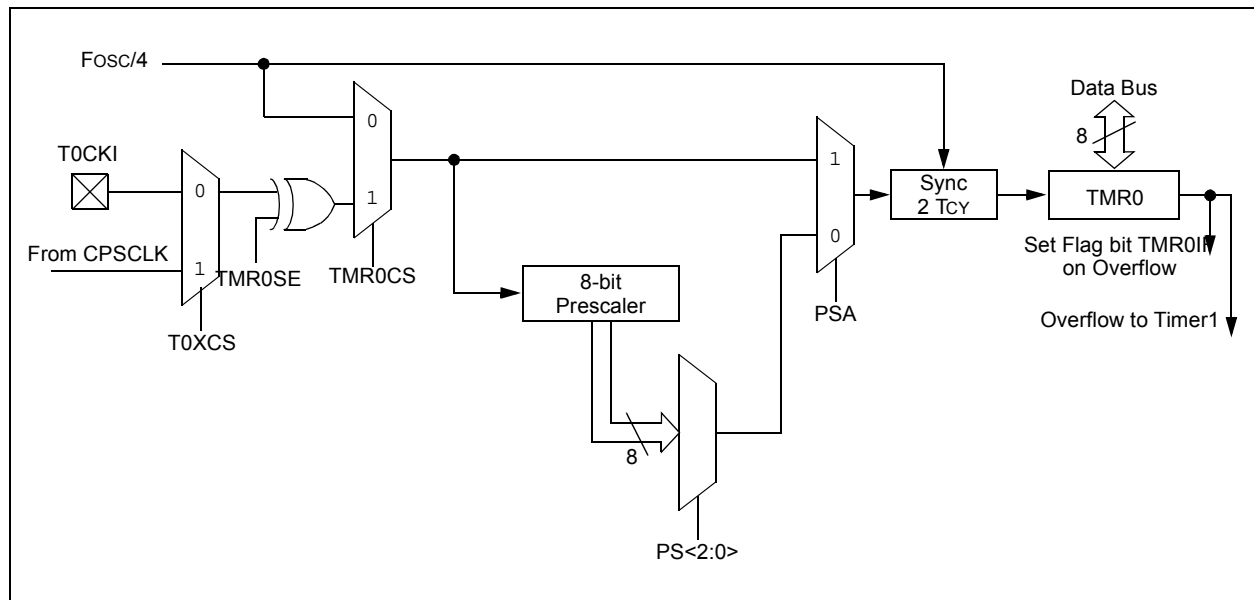 FOSC/4
Data Bus
8
T0CKI
0
1
0
1
1
0
Sync
2 TCY
TMR0
From CPSCLK
TMR0SE
TMR0CS
T0XCS
8-bit
Prescaler
PSA
Set Flag bit TMR0IF
on Overflow
Overflow to Timer1
8
PS<2:0>